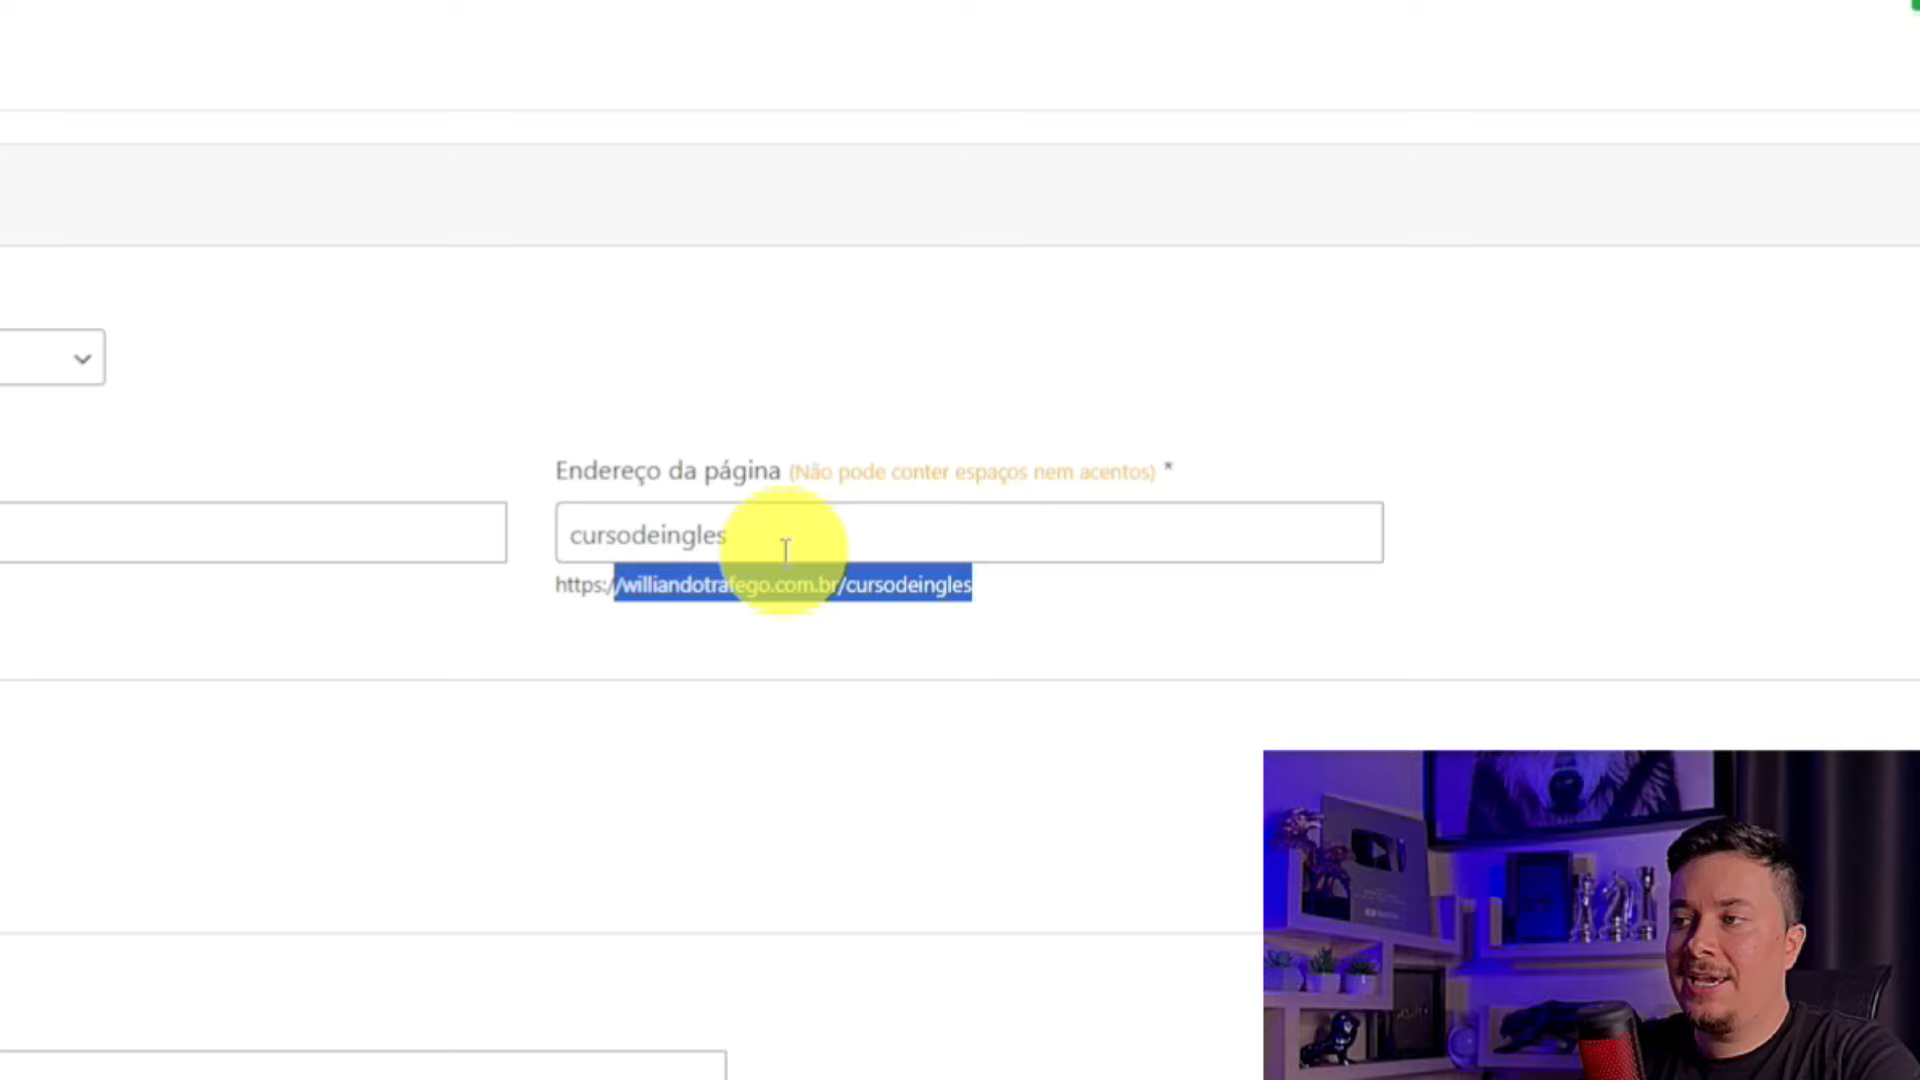 Endereço da página (Não pode conter espaços nem acentos) *
cursodeingles
https://williandotrafego.com.br/cursodeingles